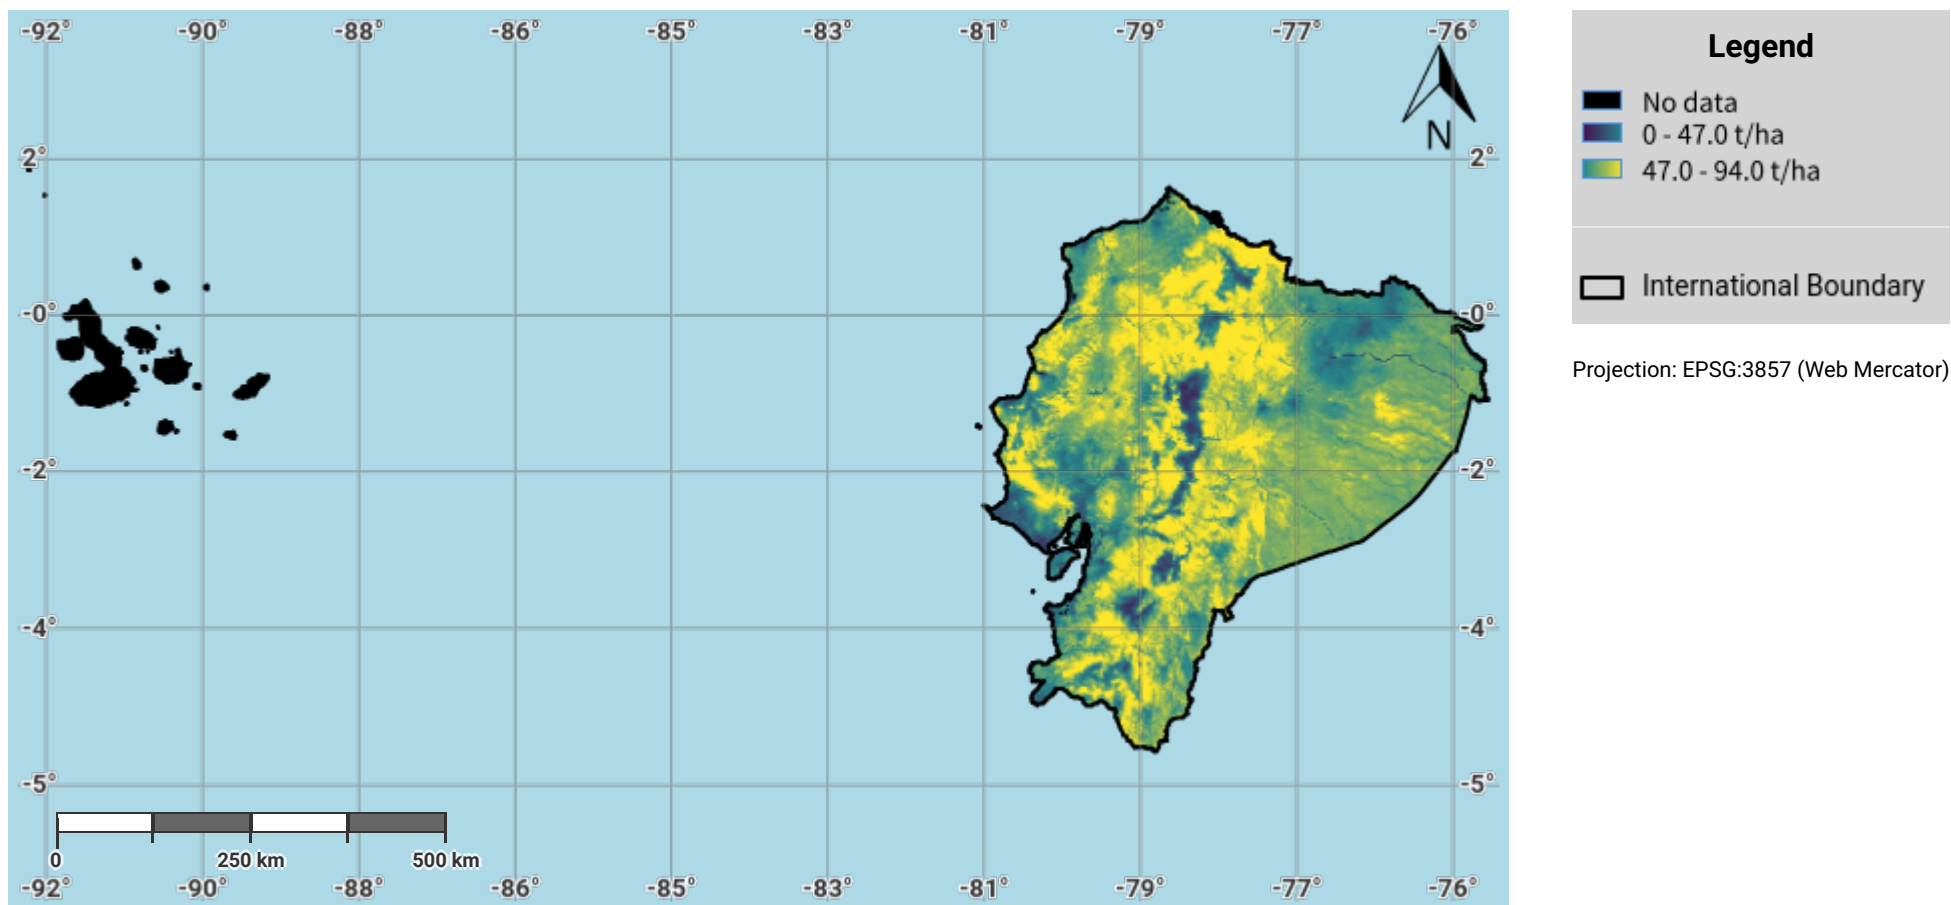 -92° -90° -88° -86° -85° -83° -81° -79° -77° -76°
N
2° 2°
-0° -0°
-2° -2°
-4° -4°
-5° -5°
0 250 km 500 km
-92° -90° -88° -86° -85° -83° -81° -79° -77° -76°
Legend
No data
0 - 47.0 t/ha
47.0 - 94.0 t/ha
International Boundary
Projection: EPSG:3857 (Web Mercator)